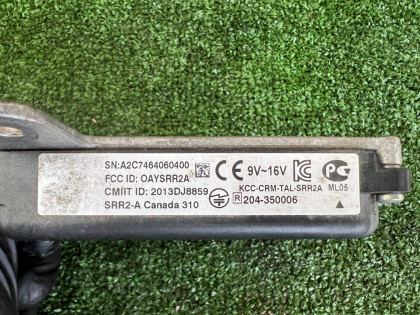 SN:A2C7464060400
FCC ID: OAYSRR2A
CMIIT ID: 2013DJ8859
SRR2-A Canada 310
CE 9V~16V
KCC-CRM-TAL-SRR2A ML05
R 204-350006